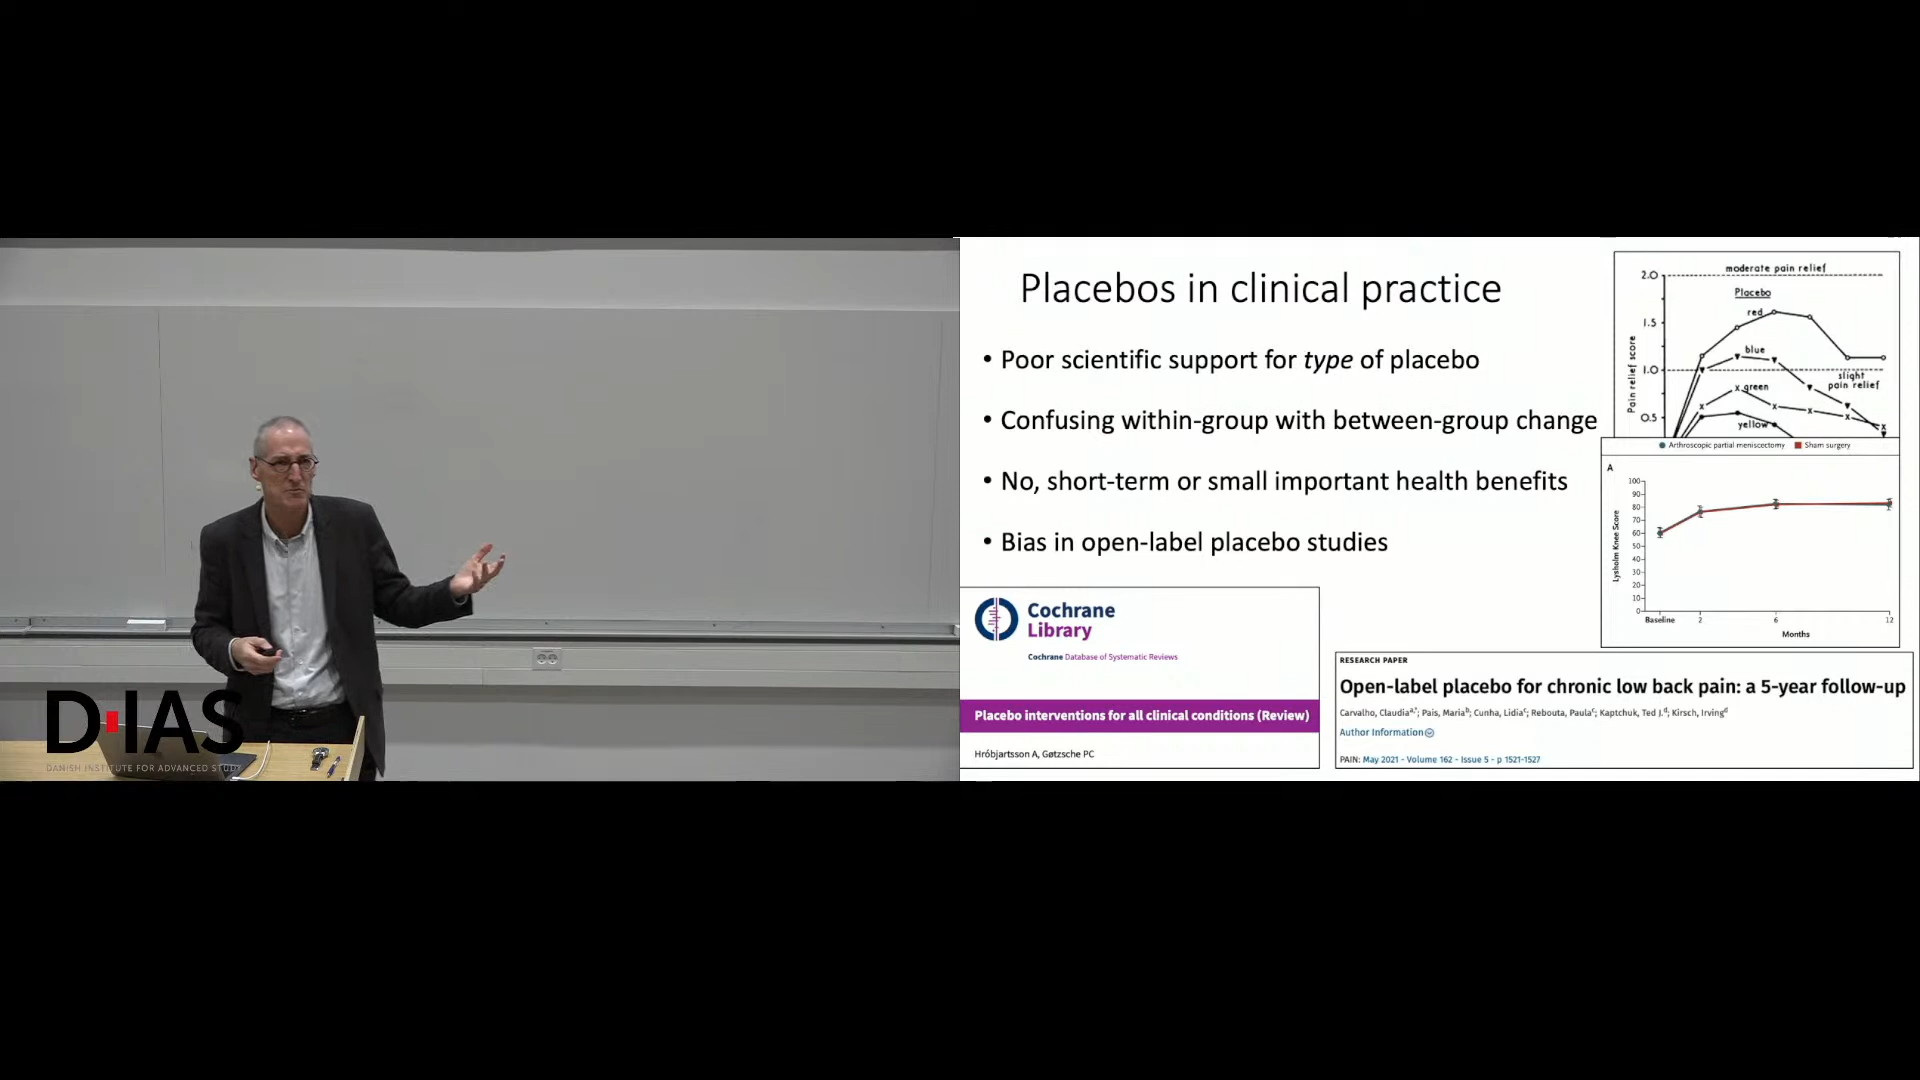 Placebos in clinical practice
• Poor scientific support for type of placebo
• Confusing within-group with between-group change
• No, short-term or small important health benefits
• Bias in open-label placebo studies
moderate pain relief
2.0
Placebo
red
1.5
blue
1.0
slight
pain relief
green
0.5
yellow
Pain relief score
Arthroscopic partial meniscectomy
Sham surgery
A
100
90
80
70
60
50
40
30
20
10
0
Lysholm Knee Score
Baseline
2
6
12
Months
Cochrane
Library
Cochrane Database of Systematic Reviews
Placebo interventions for all clinical conditions (Review)
Hróbjartsson A, Gøtzsche PC
RESEARCH PAPER
Open-label placebo for chronic low back pain: a 5-year follow-up
Carvalho, Claudiaa,*; Pais, Mariab; Cunha, Lidiac; Rebouta, Paulac; Kaptchuk, Ted J.d; Kirsch, Irvingd
Author Information
PAIN: May 2021 - Volume 162 - Issue 5 - p 1521-1527
D·IAS
DANISH INSTITUTE FOR ADVANCED STUDY